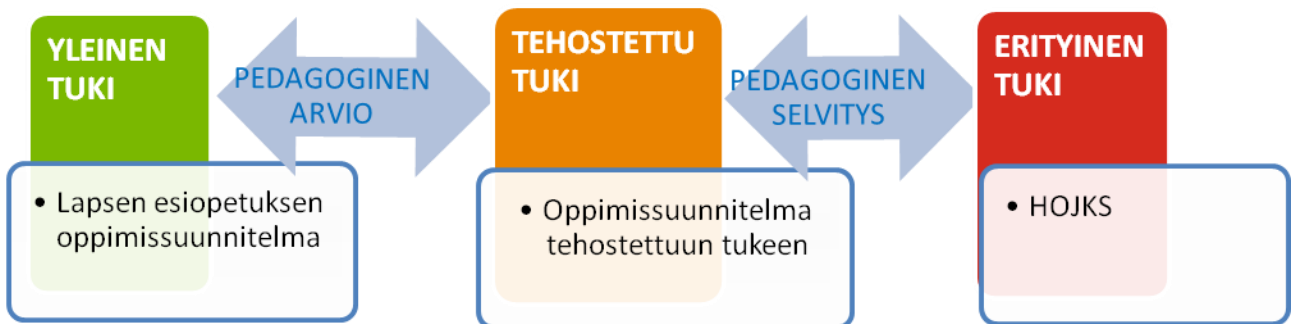 YLEINEN
TUKI
PEDAGOGINEN
ARVIO
TEHOSTETTU
TUKI
PEDAGOGINEN
SELVITYS
ERITYINEN
TUKI
• Lapsen esiopetuksen
oppimissuunnitelma
• Oppimissuunnitelma
tehostettuun tukeen
• HOJKS